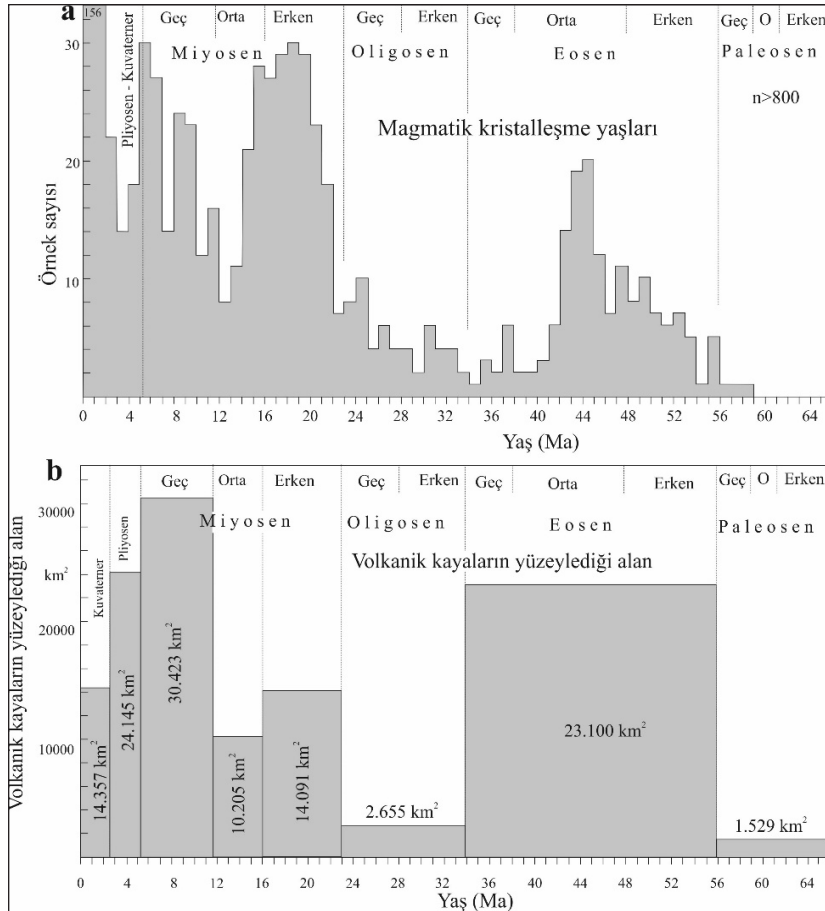 a
156
Geç Orta Erken Geç Erken Geç Orta Erken Geç O Erken
Pliyosen - Kuvaterner
Miyosen Oligosen Eosen Paleosen
n>800
Magmatik kristalleşme yaşları
Örnek sayısı
30
20
10
0 4 8 12 16 20 24 28 32 36 40 44 48 52 56 60 64
Yaş (Ma)
b
Geç Orta Erken Geç Erken Geç Orta Erken Geç O Erken
Kuvaterner
Pliyosen
Miyosen Oligosen Eosen Paleosen
Volkanik kayaların yüzeylediği alan
Volkanik kayaların yüzeylediği alan
30000
km²
20000
10000
14.357 km²
24.145 km²
30.423 km²
10.205 km²
14.091 km²
2.655 km²
23.100 km²
1.529 km²
0 4 8 12 16 20 24 28 32 36 40 44 48 52 56 60 64
Yaş (Ma)